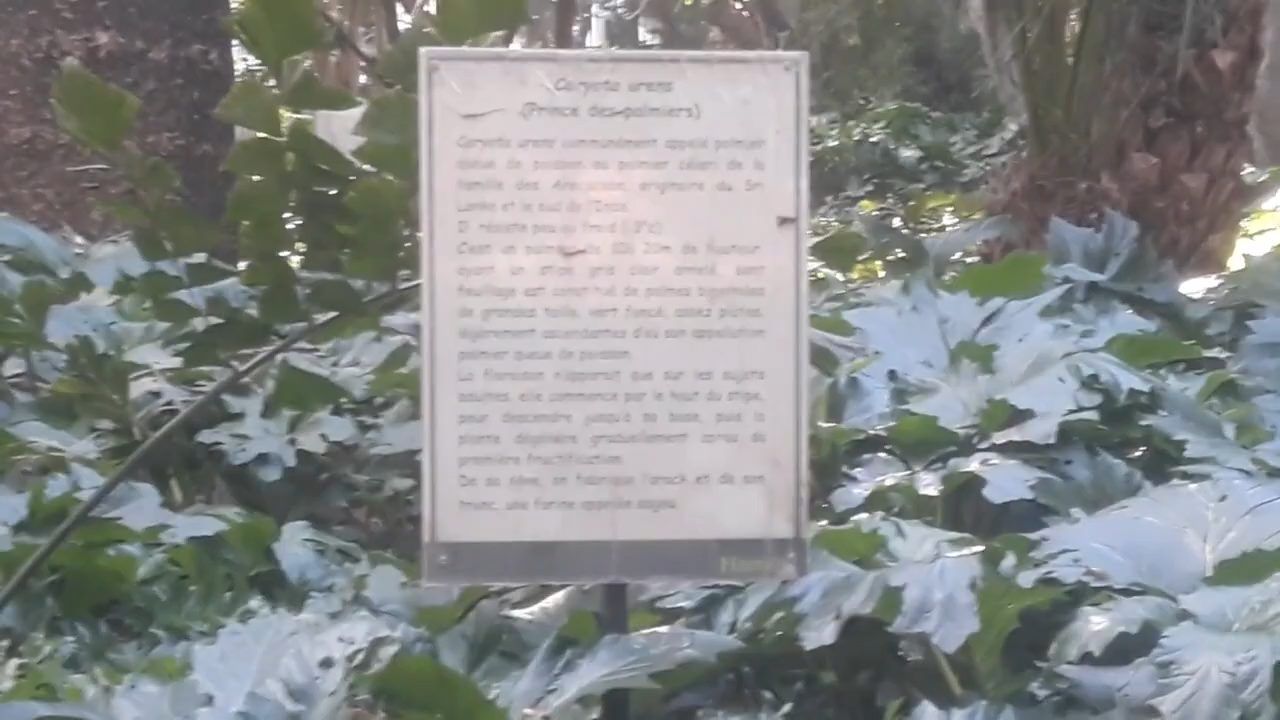 Caryota urens
(Prince des-palmiers)
Caryota urens communément appelé palmier
queue de poisson ou palmier céleri de la
famille des Arecaceae, originaire du Sri
Lanka et le sud de l'Inde.
résiste peu au froid
C'est un palmier de 20m de hauteur
ayant un stipe gris clair annelé, sont
feuillage est constitué de palmes bipennées
de grandes taille, vert foncé, assez plates,
légèrement ascendantes d'où son appellation
palmier queue de poisson.
La floraison n'apparait que sur les sujets
adultes, elle commence par le haut du stipe,
pour descendre jusqu'à sa base, puis la
plante dégénère graduellement après sa
première fructification.
De sa sève, on fabrique l'arack et de son
tronc, une farine appelée sagou